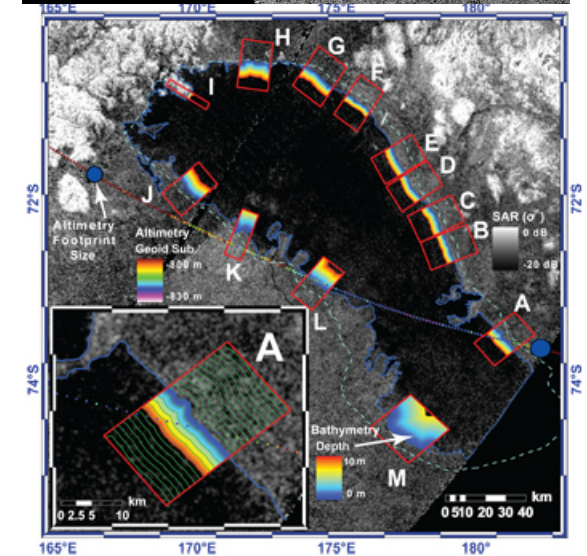 165°E 170°E 175°E 180°
H
G
F
I
E
D
C
B
J
K
L
A
M
72°S
74°S
72°S
74°S
Altimetry
Footprint
Size
Altimetry
Geoid Sub.
-800 m
-830 m
SAR (σ°)
0 dB
-20 dB
A
km
0 2.5 5 10
Bathymetry
Depth
10 m
0 m
km
0 5 10 20 30 40
165°E 170°E 175°E 180°